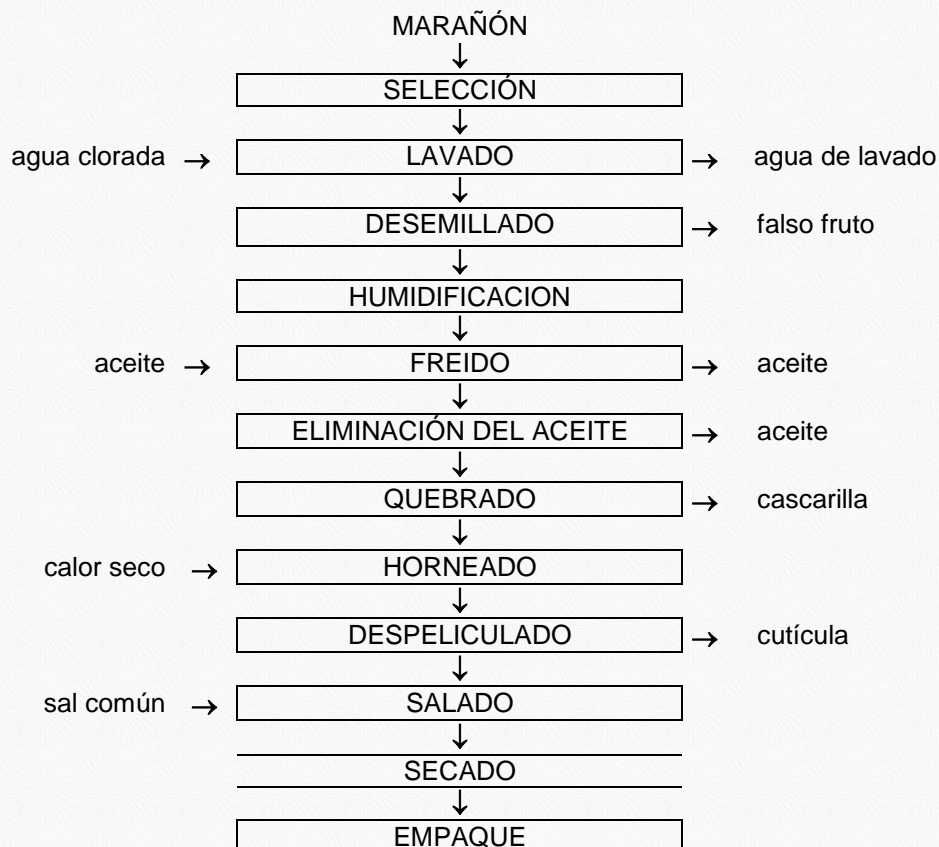 MARAÑÓN
↓
SELECCIÓN
↓
agua clorada → LAVADO → agua de lavado
↓
DESEMILLADO → falso fruto
↓
HUMIDIFICACION
↓
aceite → FREIDO → aceite
↓
ELIMINACIÓN DEL ACEITE → aceite
↓
QUEBRADO → cascarilla
↓
calor seco → HORNEADO
↓
DESPELICULADO → cutícula
↓
sal común → SALADO
↓
SECADO
↓
EMPAQUE